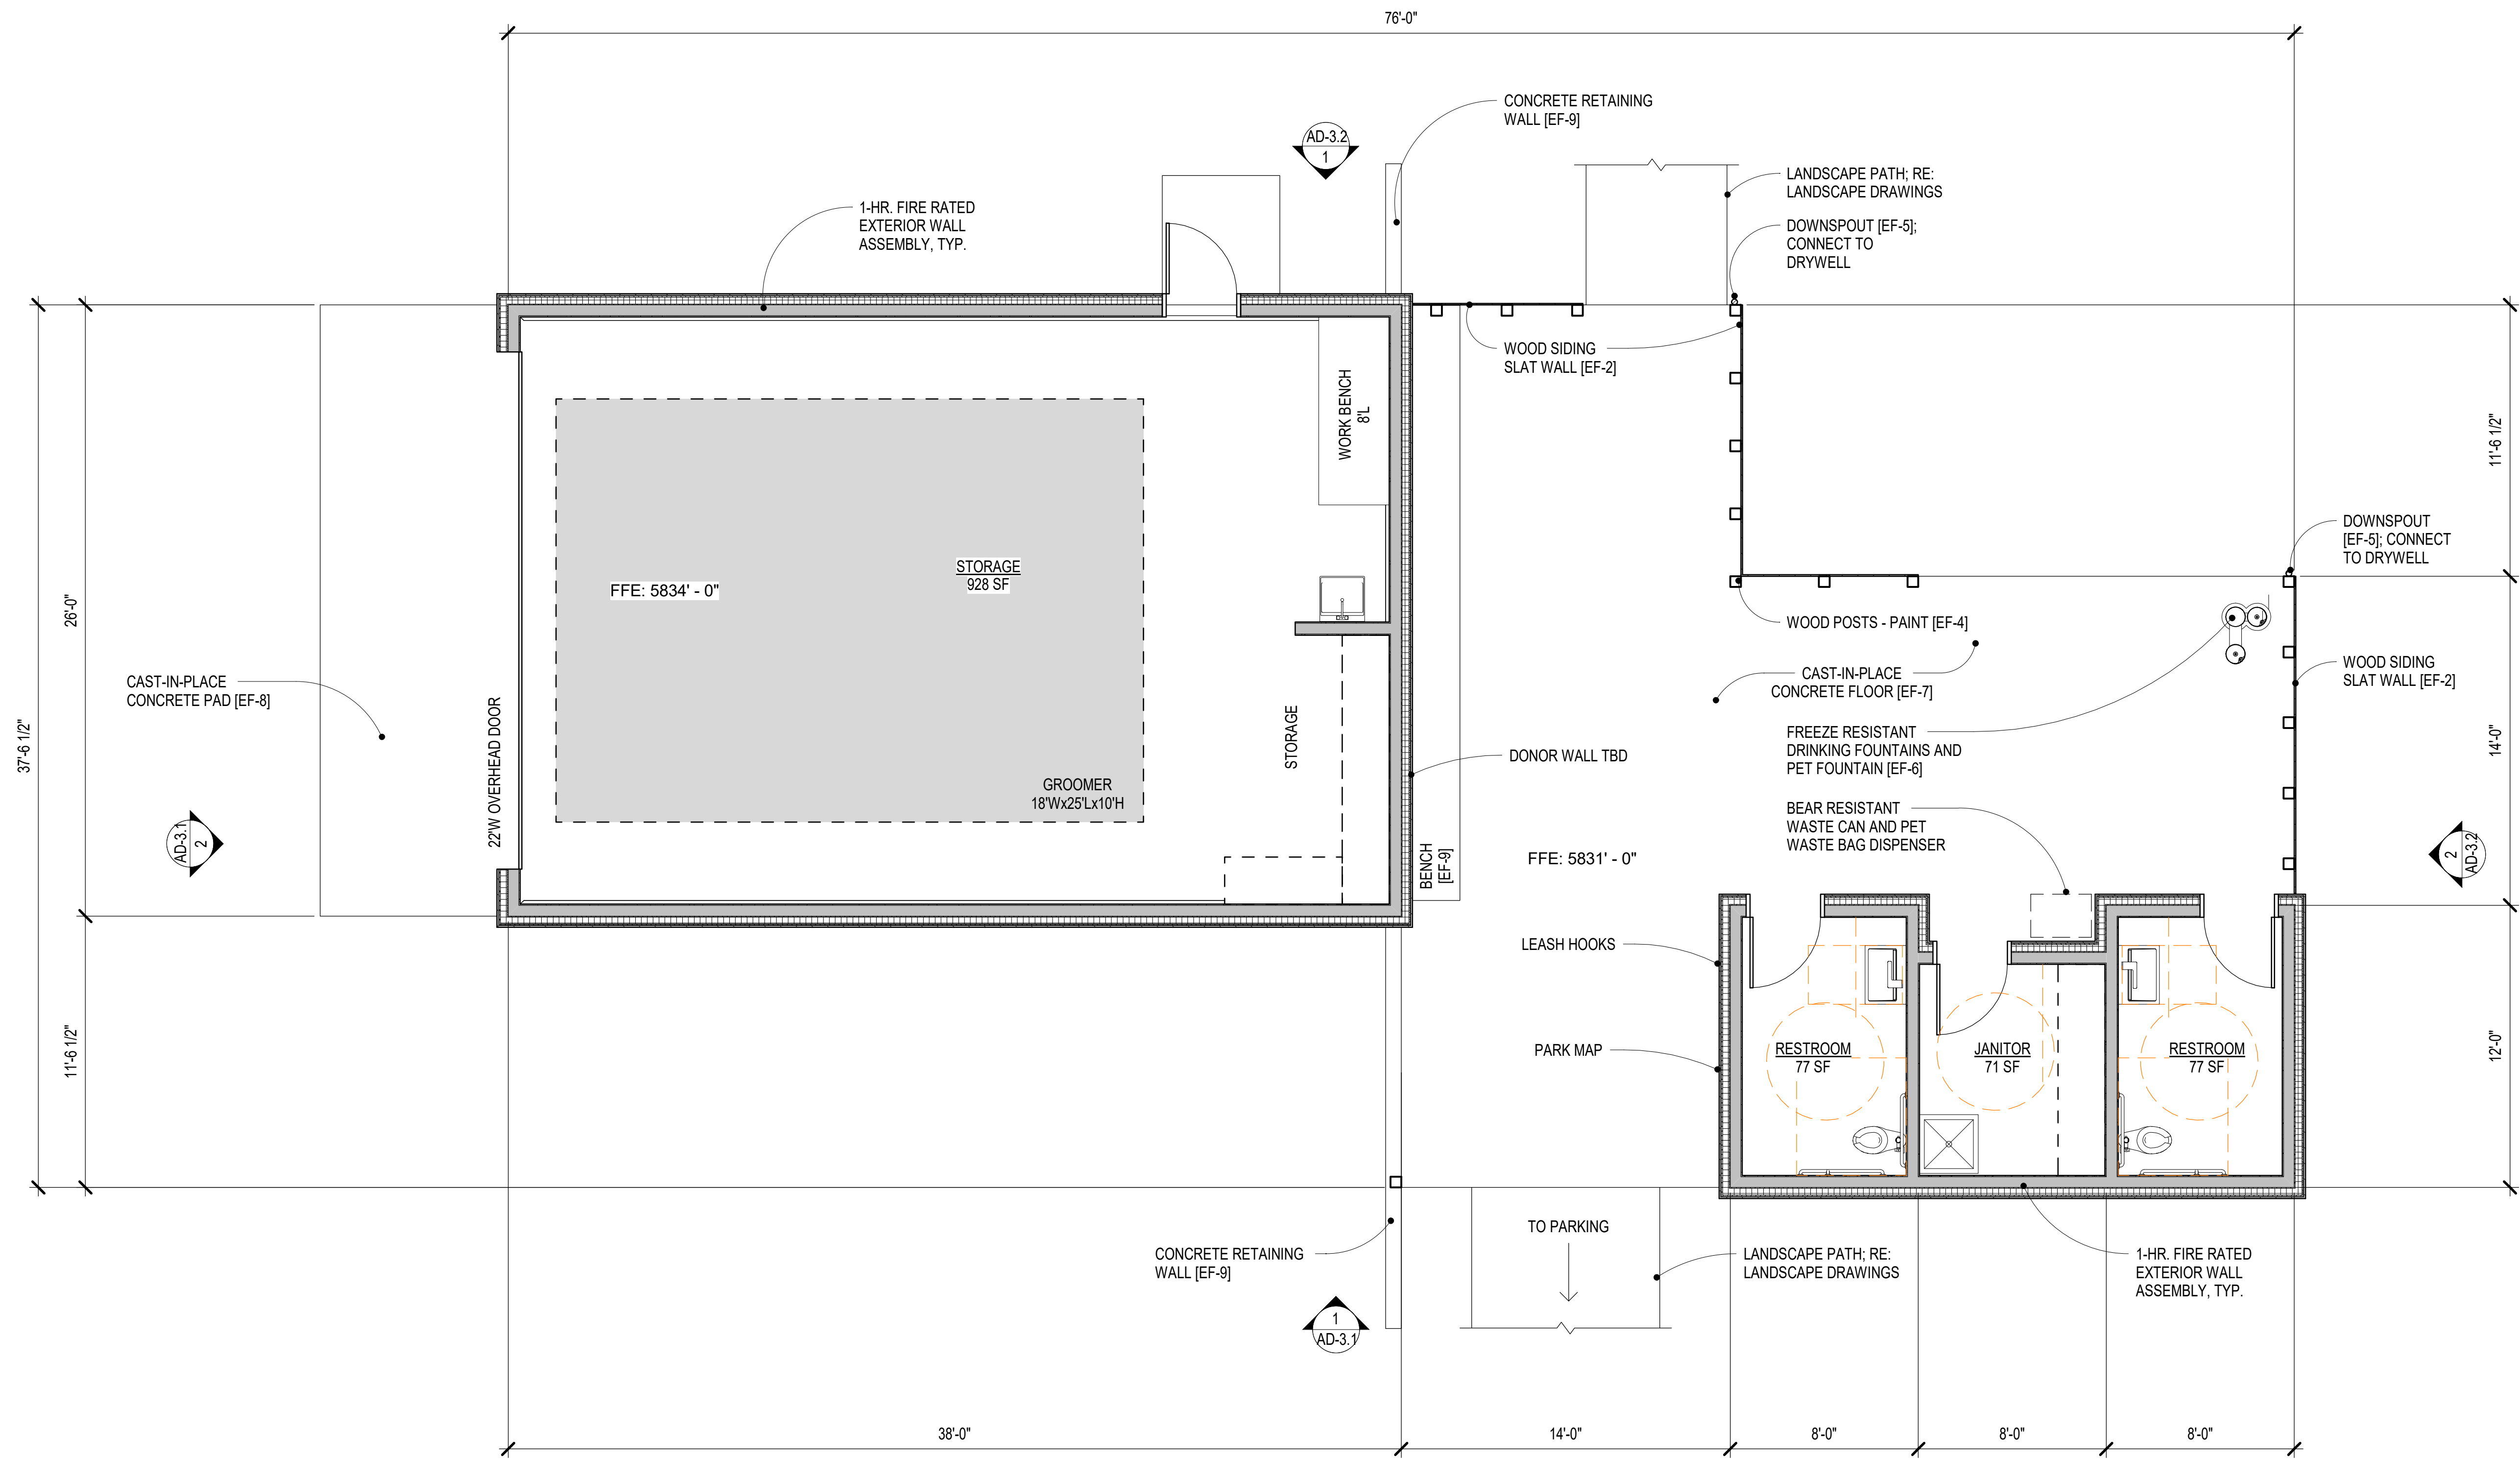 76'-0"
CONCRETE RETAINING
WALL [EF-9]
AD-3.2
1
LANDSCAPE PATH; RE:
LANDSCAPE DRAWINGS
1-HR. FIRE RATED
EXTERIOR WALL
ASSEMBLY, TYP.
DOWNSPOUT [EF-5];
CONNECT TO
DRYWELL
WOOD SIDING
SLAT WALL [EF-2]
WORK BENCH
8'L
11'-6 1/2"
DOWNSPOUT
[EF-5]; CONNECT
TO DRYWELL
STORAGE
928 SF
FFE: 5834' - 0"
26'-0"
WOOD POSTS - PAINT [EF-4]
CAST-IN-PLACE
CONCRETE FLOOR [EF-7]
WOOD SIDING
SLAT WALL [EF-2]
CAST-IN-PLACE
CONCRETE PAD [EF-8]
37'-6 1/2"
22'W OVERHEAD DOOR
STORAGE
DONOR WALL TBD
FREEZE RESISTANT
DRINKING FOUNTAINS AND
PET FOUNTAIN [EF-6]
14'-0"
GROOMER
18'Wx25'Lx10'H
BEAR RESISTANT
WASTE CAN AND PET
WASTE BAG DISPENSER
AD-3.1
2
BENCH
[EF-9]
FFE: 5831' - 0"
2
AD-3.2
LEASH HOOKS
11'-6 1/2"
PARK MAP
RESTROOM
77 SF
JANITOR
71 SF
RESTROOM
77 SF
12'-0"
TO PARKING
CONCRETE RETAINING
WALL [EF-9]
LANDSCAPE PATH; RE:
LANDSCAPE DRAWINGS
1-HR. FIRE RATED
EXTERIOR WALL
ASSEMBLY, TYP.
1
AD-3.1
38'-0"
14'-0"
8'-0"
8'-0"
8'-0"